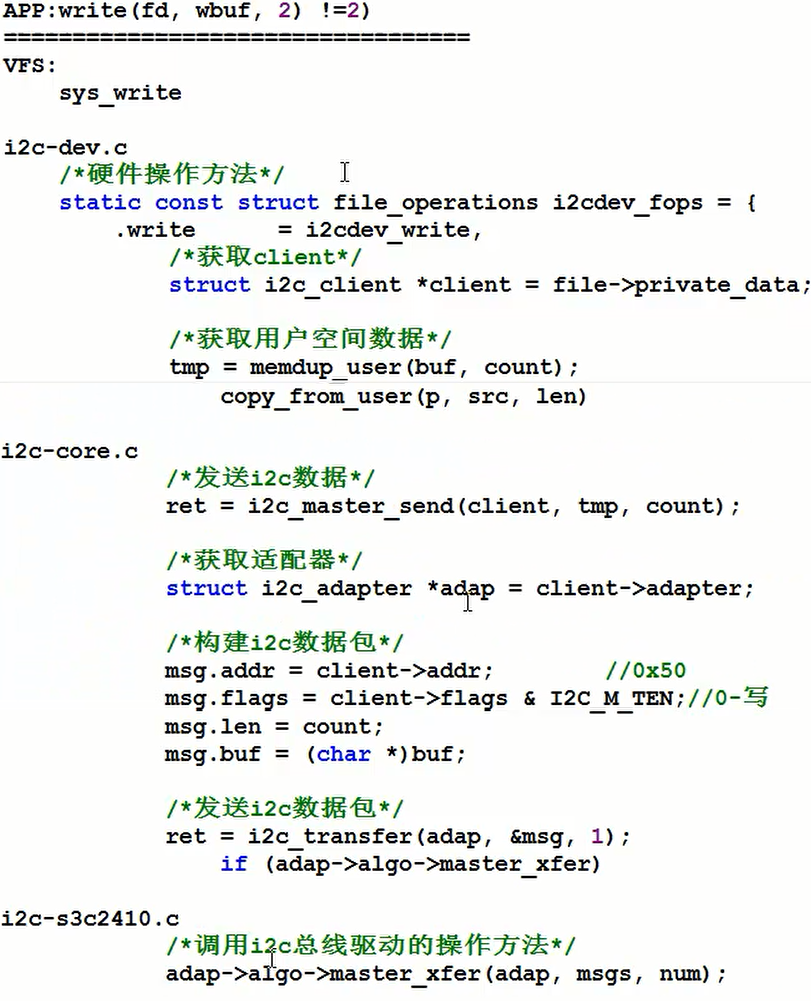 APP:write(fd, wbuf, 2) !=2)
==================================
VFS:
    sys_write

i2c-dev.c
    /*硬件操作方法*/
    static const struct file_operations i2cdev_fops = {
        .write      = i2cdev_write,
            /*获取client*/
            struct i2c_client *client = file->private_data;

            /*获取用户空间数据*/
            tmp = memdup_user(buf, count);
                copy_from_user(p, src, len)

i2c-core.c
            /*发送i2c数据*/
            ret = i2c_master_send(client, tmp, count);

            /*获取适配器*/
            struct i2c_adapter *adap = client->adapter;

            /*构建i2c数据包*/
            msg.addr = client->addr;        //0x50
            msg.flags = client->flags & I2C_M_TEN;//0-写
            msg.len = count;
            msg.buf = (char *)buf;

            /*发送i2c数据包*/
            ret = i2c_transfer(adap, &msg, 1);
                if (adap->algo->master_xfer)

i2c-s3c2410.c
            /*调用i2c总线驱动的操作方法*/
            adap->algo->master_xfer(adap, msgs, num);